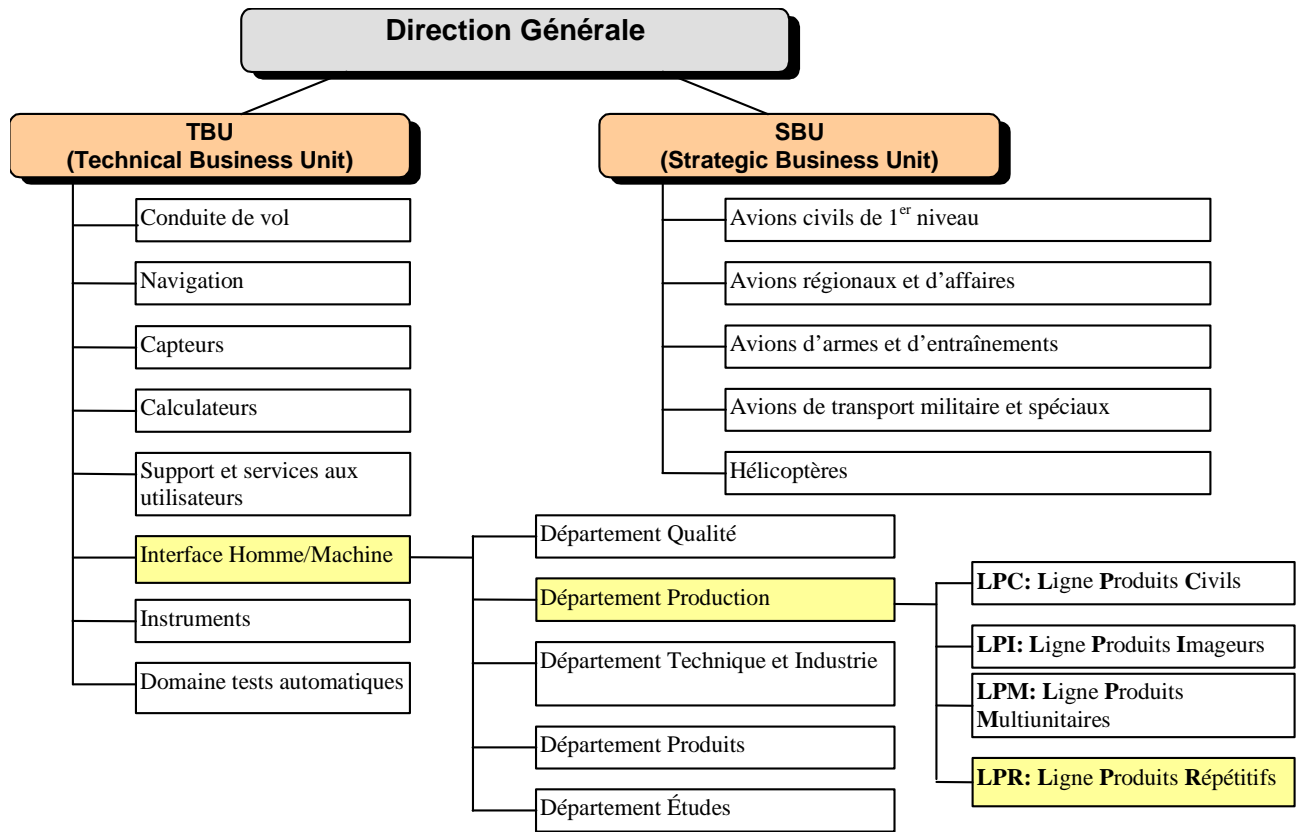 Direction Générale
TBU
(Technical Business Unit)
SBU
(Strategic Business Unit)
Conduite de vol
Navigation
Capteurs
Calculateurs
Support et services aux
utilisateurs
Interface Homme/Machine
Instruments
Domaine tests automatiques
Avions civils de 1er niveau
Avions régionaux et d’affaires
Avions d’armes et d’entraînements
Avions de transport militaire et spéciaux
Hélicoptères
Département Qualité
Département Production
Département Technique et Industrie
Département Produits
Département Études
LPC: Ligne Produits Civils
LPI: Ligne Produits Imageurs
LPM: Ligne Produits
Multiunitaires
LPR: Ligne Produits Répétitifs